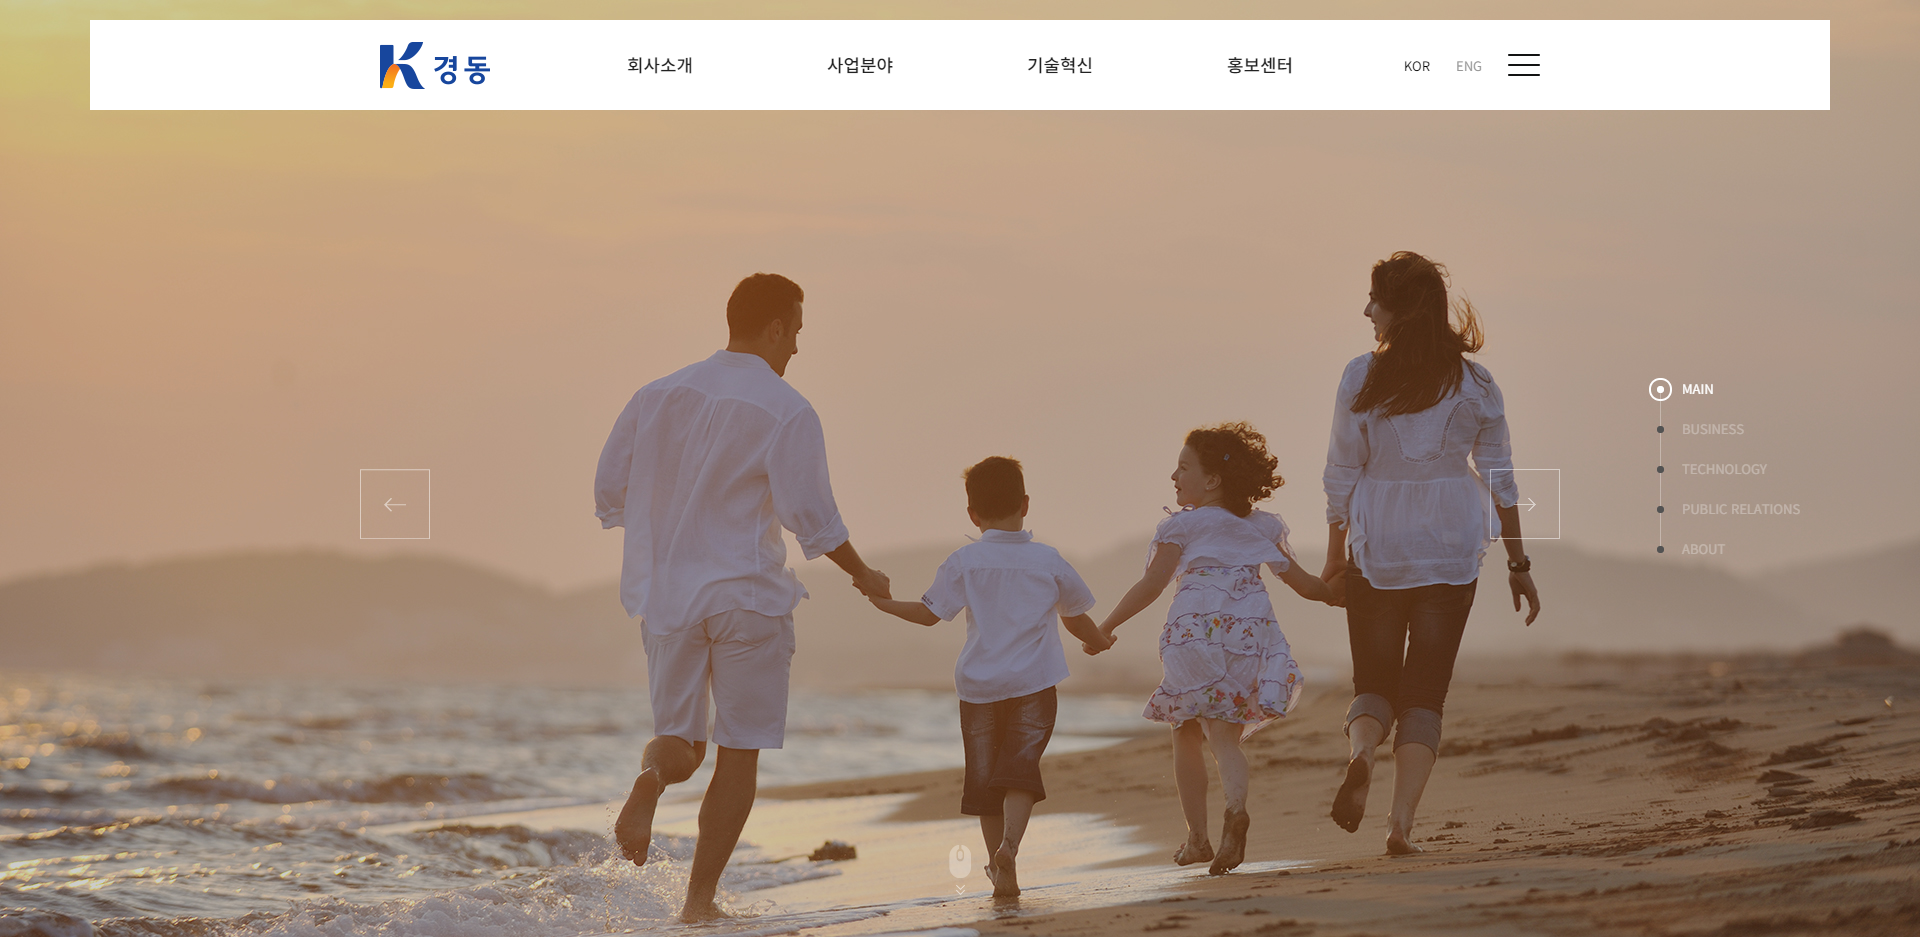 경동
회사소개
사업분야
기술혁신
홍보센터
KOR
ENG
MAIN
BUSINESS
TECHNOLOGY
PUBLIC RELATIONS
ABOUT